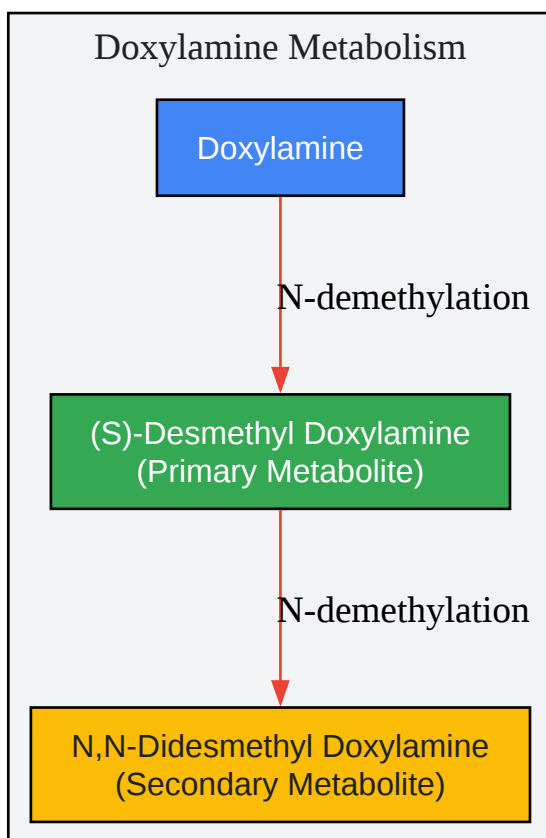 Doxylamine Metabolism
Doxylamine
N-demethylation
(S)-Desmethyl Doxylamine
(Primary Metabolite)
N-demethylation
N,N-Didesmethyl Doxylamine
(Secondary Metabolite)